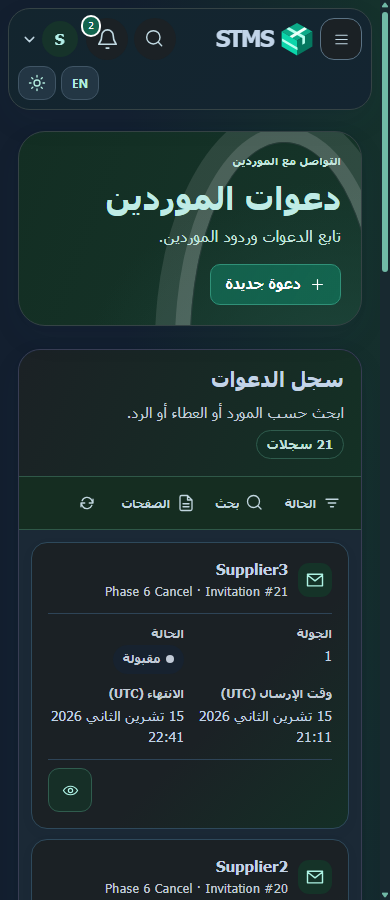 STMS
2
S
EN
التواصل مع الموردين
دعوات الموردين
تابع الدعوات وردود الموردين.
+ دعوة جديدة
سجل الدعوات
ابحث حسب المورد أو العطاء أو الرد.
21 سجلات
الحالة
بحث
الصفحات
Supplier3
Phase 6 Cancel · Invitation #21
الجولة
الحالة
1
مقبولة
وقت الإرسال (UTC)
الانتهاء (UTC)
15 تشرين الثاني 2026
21:11
15 تشرين الثاني 2026
22:41
Supplier2
Phase 6 Cancel · Invitation #20